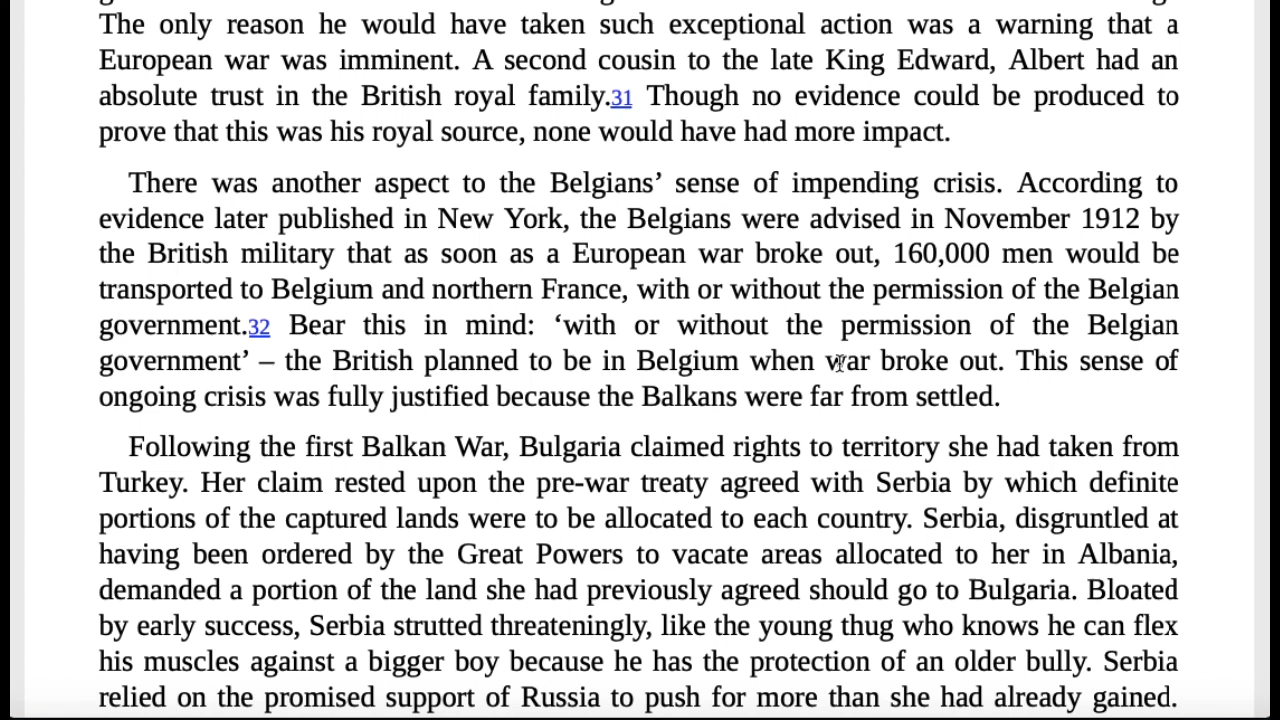 The only reason he would have taken such exceptional action was a warning that a
European war was imminent. A second cousin to the late King Edward, Albert had an
absolute trust in the British royal family.31 Though no evidence could be produced to
prove that this was his royal source, none would have had more impact.
There was another aspect to the Belgians’ sense of impending crisis. According to
evidence later published in New York, the Belgians were advised in November 1912 by
the British military that as soon as a European war broke out, 160,000 men would be
transported to Belgium and northern France, with or without the permission of the Belgian
government.32 Bear this in mind: ‘with or without the permission of the Belgian
government’ – the British planned to be in Belgium when war broke out. This sense of
ongoing crisis was fully justified because the Balkans were far from settled.
Following the first Balkan War, Bulgaria claimed rights to territory she had taken from
Turkey. Her claim rested upon the pre-war treaty agreed with Serbia by which definite
portions of the captured lands were to be allocated to each country. Serbia, disgruntled at
having been ordered by the Great Powers to vacate areas allocated to her in Albania,
demanded a portion of the land she had previously agreed should go to Bulgaria. Bloated
by early success, Serbia strutted threateningly, like the young thug who knows he can flex
his muscles against a bigger boy because he has the protection of an older bully. Serbia
relied on the promised support of Russia to push for more than she had already gained.